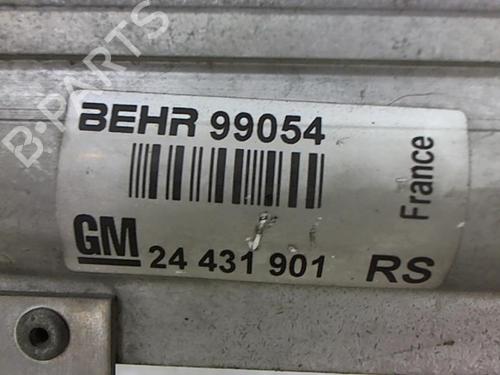 B-PARTS
BEHR 99054
GM 24 431 901 RS
France